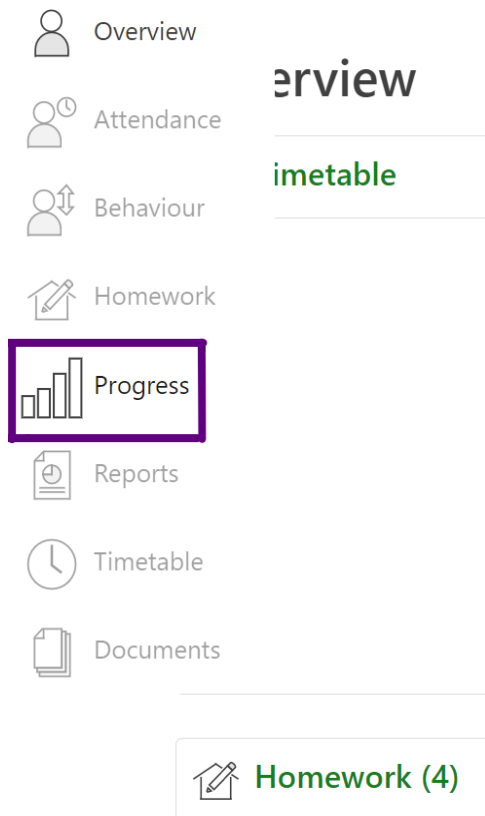 Overview
erview
Attendance
imetable
Behaviour
Homework
Progress
Reports
Timetable
Documents
Homework (4)